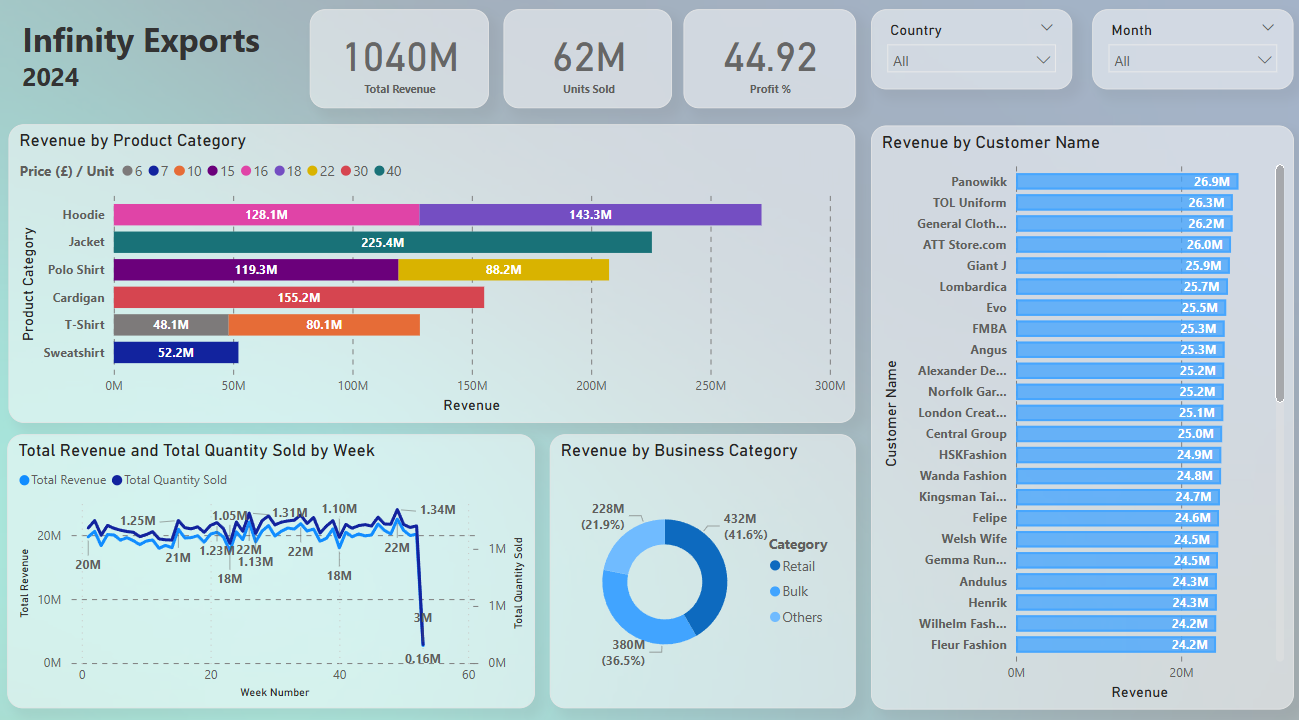 Infinity Exports
2024
1040M
Total Revenue
62M
Units Sold
44.92
Profit %
Country
All
Month
All
Revenue by Product Category
Price (£) / Unit 6 7 10 15 16 18 22 30 40
Product Category
Hoodie 128.1M 143.3M
Jacket 225.4M
Polo Shirt 119.3M 88.2M
Cardigan 155.2M
T-Shirt 48.1M 80.1M
Sweatshirt 52.2M
0M 50M 100M 150M 200M 250M 300M
Revenue
Total Revenue and Total Quantity Sold by Week
Total Revenue Total Quantity Sold
Total Revenue
20M
10M
0M
1.25M
1.05M
1.31M
1.10M
1.34M
20M
21M
1.23M
22M
1.13M
18M
22M
18M
22M
3M
0.16M
1M
1M
0M
Total Quantity Sold
0 20 40 60
Week Number
Revenue by Business Category
228M
(21.9%)
432M
(41.6%)
380M
(36.5%)
Category
Retail
Bulk
Others
Revenue by Customer Name
Customer Name
Panowikk 26.9M
TOL Uniform 26.3M
General Cloth... 26.2M
ATT Store.com 26.0M
Giant J 25.9M
Lombardica 25.7M
Evo 25.5M
FMBA 25.3M
Angus 25.3M
Alexander De... 25.2M
Norfolk Gar... 25.2M
London Creat... 25.1M
Central Group 25.0M
HSKFashion 24.9M
Wanda Fashion 24.8M
Kingsman Tai... 24.7M
Felipe 24.6M
Welsh Wife 24.5M
Gemma Run... 24.5M
Andulus 24.3M
Henrik 24.3M
Wilhelm Fash... 24.2M
Fleur Fashion 24.2M
0M 20M
Revenue